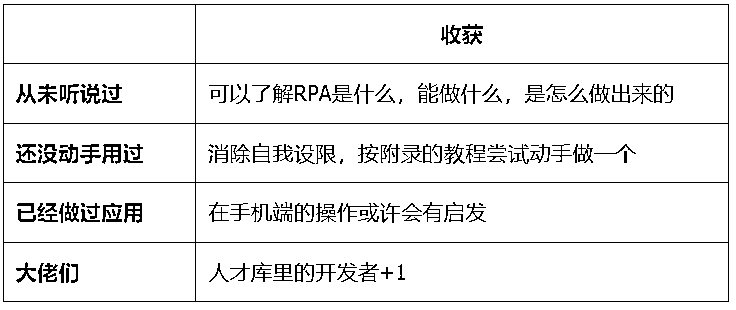 收获
从未听说过 可以了解RPA是什么，能做什么，是怎么做出来的
还没动手用过 消除自我设限，按附录的教程尝试动手做一个
已经做过应用 在手机端的操作或许会有启发
大佬们 人才库里的开发者+1